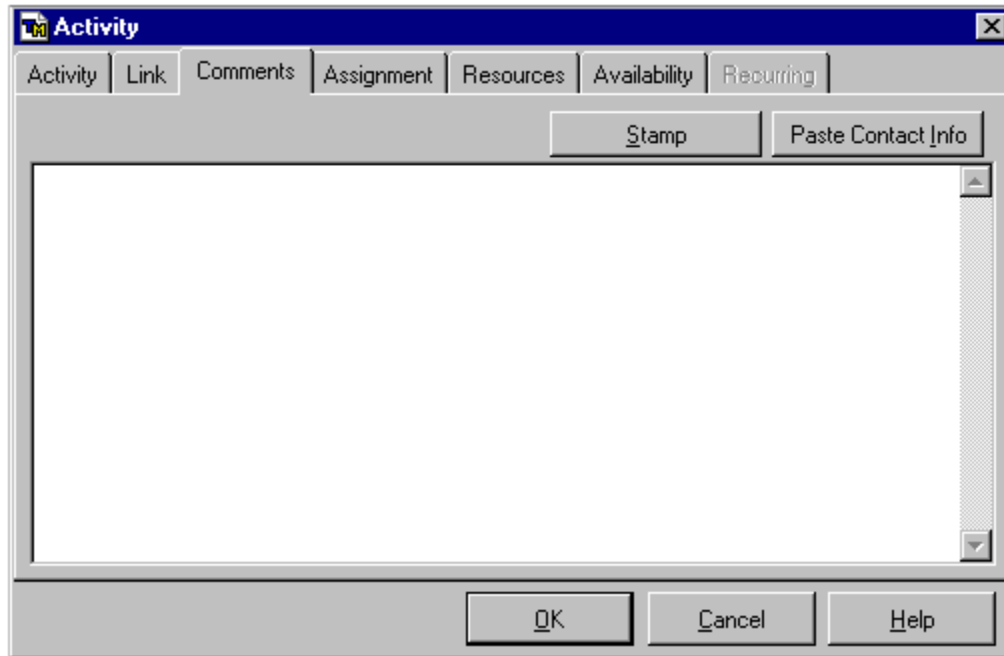 Activity
Activity Link Comments Assignment Resources Availability Recurring
Stamp Paste Contact Info
OK Cancel Help